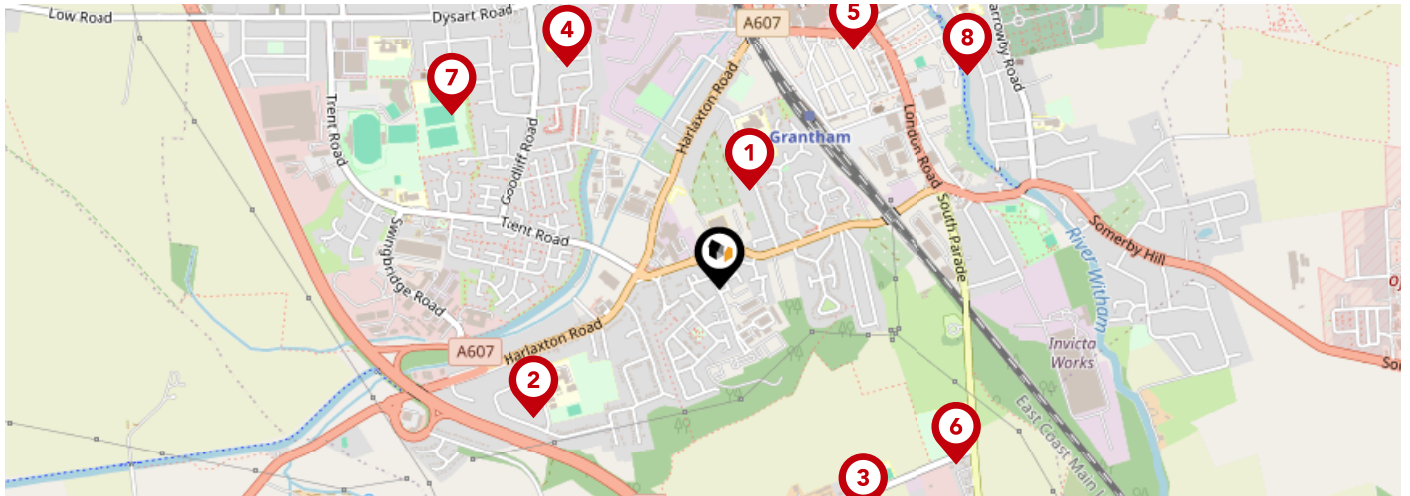 Low Road
Dysart Road
A607
5
4
8
arrowby Road
7
Harlaxton Road
Trent Road
London Road
Grantham
1
Goodliff Road
South Parade
Trent Road
Swingbridge Road
Somerby Hill
River Witham
A607
Harlaxton Road
Invicta
Works
2
East Coast Main L
6
3